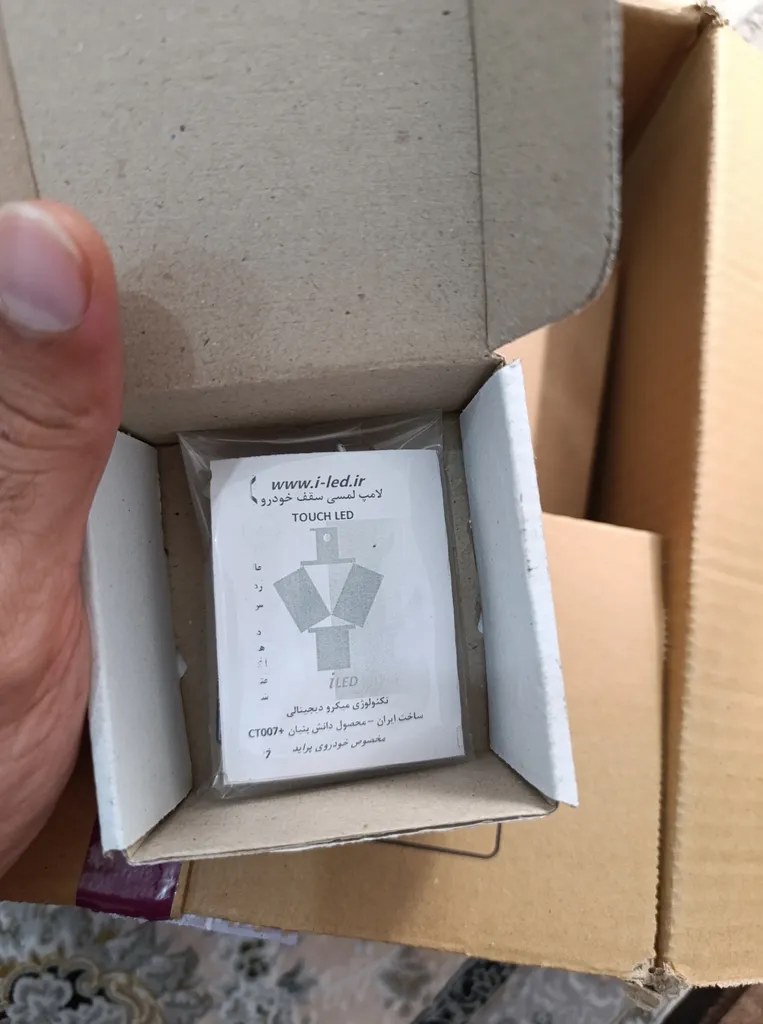 www.i-led.ir
لامپ لمسی سقف خودرو
TOUCH LED
iLED
تکنولوژی میکرو دیجیتالی
ساخت ایران – محصول دانش بنیان +CT007
مخصوص خودروی پراید